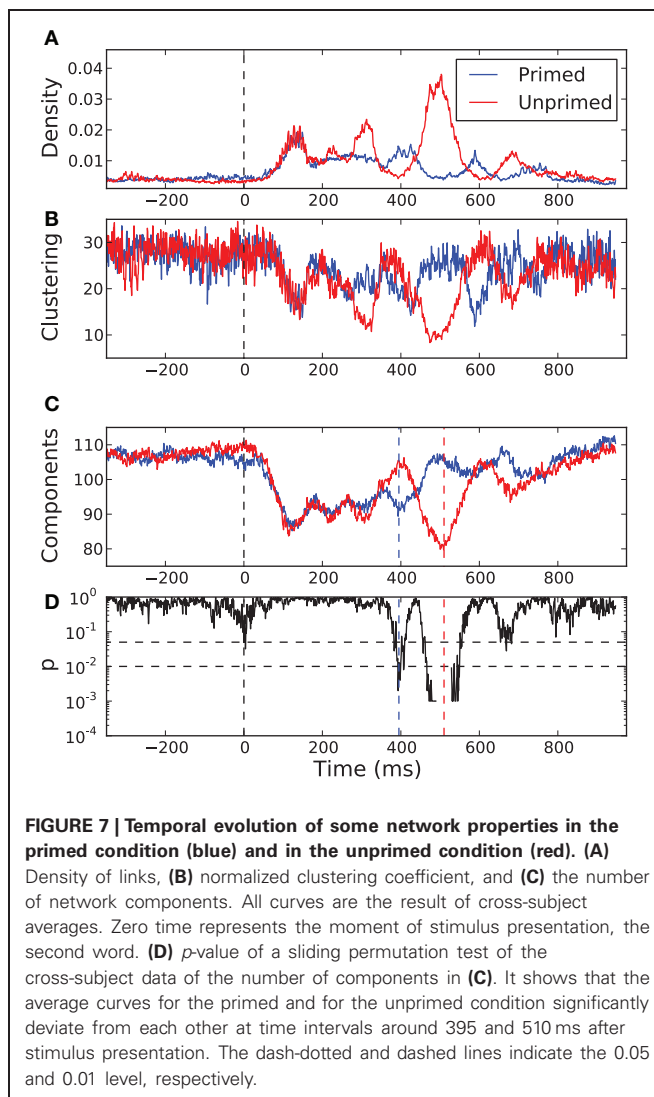 A
Density
0.04
0.03
0.02
0.01
Primed
Unprimed
−200 0 200 400 600 800
B
Clustering
30
20
10
−200 0 200 400 600 800
C
Components
110
100
90
80
−200 0 200 400 600 800
D
p
10^0
10^-1
10^-2
10^-3
10^-4
−200 0 200 400 600 800
Time (ms)
FIGURE 7 | Temporal evolution of some network properties in the
primed condition (blue) and in the unprimed condition (red). (A)
Density of links, (B) normalized clustering coefficient, and (C) the number
of network components. All curves are the result of cross-subject
averages. Zero time represents the moment of stimulus presentation, the
second word. (D) p-value of a sliding permutation test of the
cross-subject data of the number of components in (C). It shows that the
average curves for the primed and for the unprimed condition significantly
deviate from each other at time intervals around 395 and 510 ms after
stimulus presentation. The dash-dotted and dashed lines indicate the 0.05
and 0.01 level, respectively.